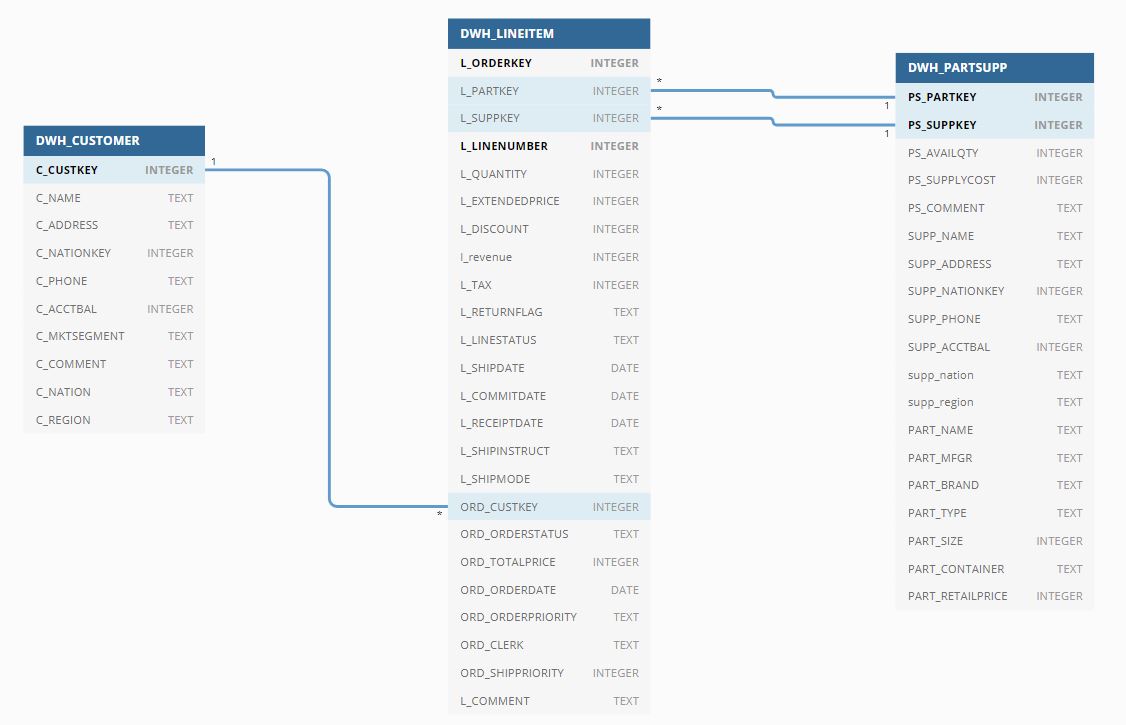 DWH_CUSTOMER
C_CUSTKEY INTEGER
C_NAME TEXT
C_ADDRESS TEXT
C_NATIONKEY INTEGER
C_PHONE TEXT
C_ACCTBAL INTEGER
C_MKTSEGMENT TEXT
C_COMMENT TEXT
C_NATION TEXT
C_REGION TEXT
1
*
DWH_LINEITEM
L_ORDERKEY INTEGER
L_PARTKEY INTEGER
L_SUPPKEY INTEGER
L_LINENUMBER INTEGER
L_QUANTITY INTEGER
L_EXTENDEDPRICE INTEGER
L_DISCOUNT INTEGER
l_revenue INTEGER
L_TAX INTEGER
L_RETURNFLAG TEXT
L_LINESTATUS TEXT
L_SHIPDATE DATE
L_COMMITDATE DATE
L_RECEIPTDATE DATE
L_SHIPINSTRUCT TEXT
L_SHIPMODE TEXT
ORD_CUSTKEY INTEGER
ORD_ORDERSTATUS TEXT
ORD_TOTALPRICE INTEGER
ORD_ORDERDATE DATE
ORD_ORDERPRIORITY TEXT
ORD_CLERK TEXT
ORD_SHIPPRIORITY INTEGER
L_COMMENT TEXT
*
1
*
1
DWH_PARTSUPP
PS_PARTKEY INTEGER
PS_SUPPKEY INTEGER
PS_AVAILQTY INTEGER
PS_SUPPLYCOST INTEGER
PS_COMMENT TEXT
SUPP_NAME TEXT
SUPP_ADDRESS TEXT
SUPP_NATIONKEY INTEGER
SUPP_PHONE TEXT
SUPP_ACCTBAL INTEGER
supp_nation TEXT
supp_region TEXT
PART_NAME TEXT
PART_MFGR TEXT
PART_BRAND TEXT
PART_TYPE TEXT
PART_SIZE INTEGER
PART_CONTAINER TEXT
PART_RETAILPRICE INTEGER